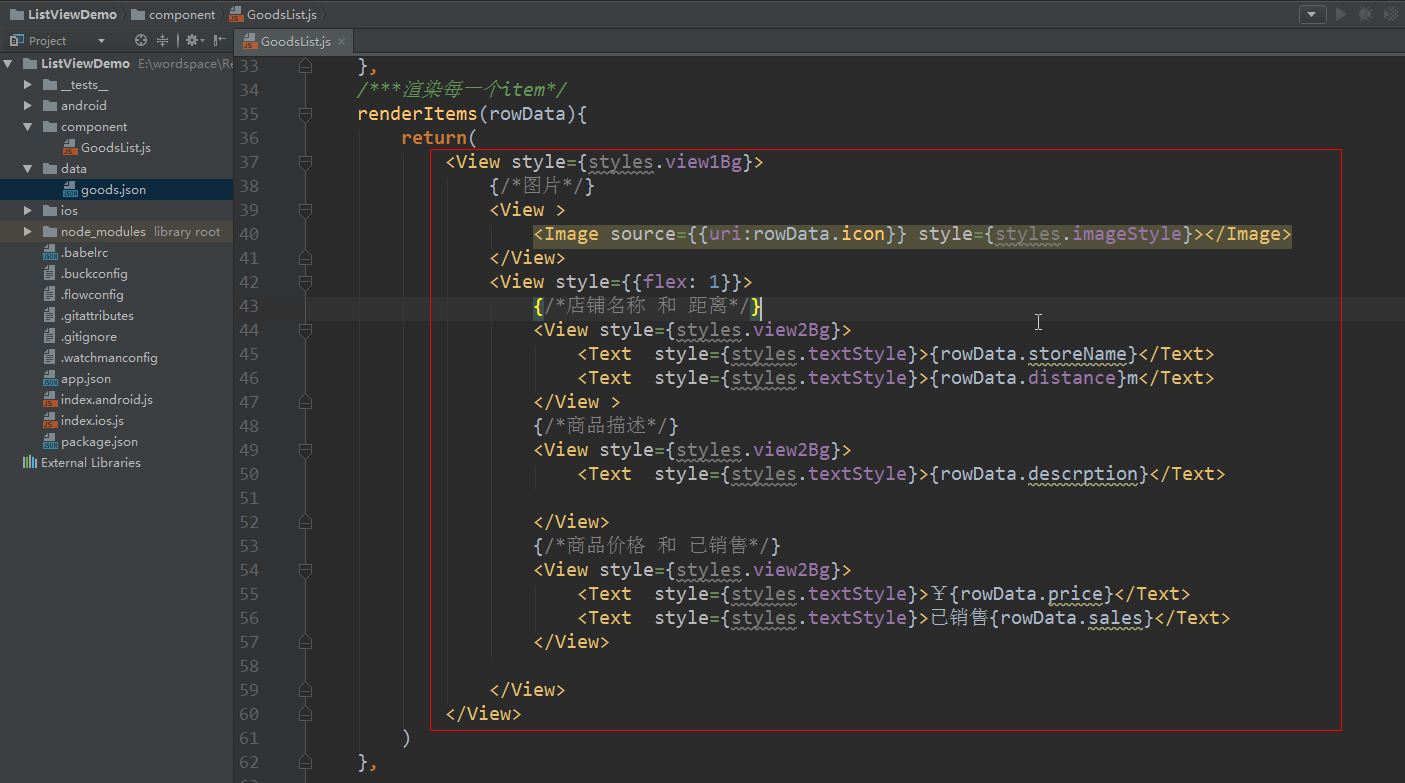 ListViewDemo component GoodsList.js
Project
GoodsList.js
ListViewDemo E:\wordspace\Re
__tests__
android
component
GoodsList.js
data
goods.json
ios
node_modules library root
.babelrc
.buckconfig
.flowconfig
.gitattributes
.gitignore
.watchmanconfig
app.json
index.android.js
index.ios.js
package.json
External Libraries
33 },
34 /***渲染每一个item*/
35 renderItems(rowData){
36 return(
37 <View style={styles.view1Bg}>
38 {/*图片*/}
39 <View >
40 <Image source={{uri:rowData.icon}} style={styles.imageStyle}></Image>
41 </View>
42 <View style={{flex: 1}}>
43 {/*店铺名称 和 距离*/}
44 <View style={styles.view2Bg}>
45 <Text  style={styles.textStyle}>{rowData.storeName}</Text>
46 <Text  style={styles.textStyle}>{rowData.distance}m</Text>
47 </View >
48 {/*商品描述*/}
49 <View style={styles.view2Bg}>
50 <Text  style={styles.textStyle}>{rowData.descrption}</Text>
51
52 </View>
53 {/*商品价格 和 已销售*/}
54 <View style={styles.view2Bg}>
55 <Text  style={styles.textStyle}>¥{rowData.price}</Text>
56 <Text  style={styles.textStyle}>已销售{rowData.sales}</Text>
57 </View>
58
59 </View>
60 </View>
61 )
62 },